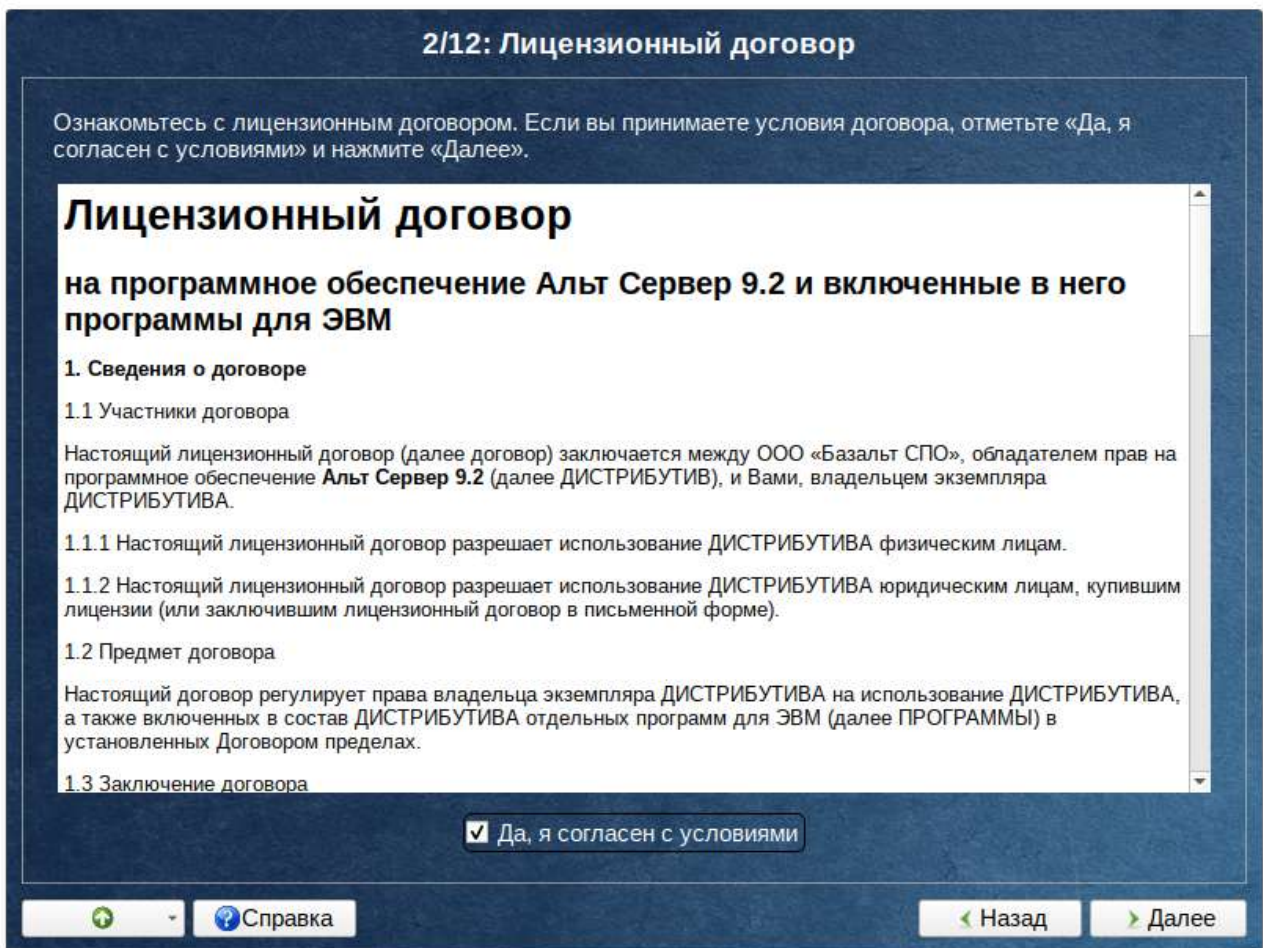 2/12: Лицензионный договор
Ознакомьтесь с лицензионным договором. Если вы принимаете условия договора, отметьте «Да, я
согласен с условиями» и нажмите «Далее».
Лицензионный договор
на программное обеспечение Альт Сервер 9.2 и включенные в него
программы для ЭВМ
1. Сведения о договоре
1.1 Участники договора
Настоящий лицензионный договор (далее договор) заключается между ООО «Базальт СПО», обладателем прав на
программное обеспечение Альт Сервер 9.2 (далее ДИСТРИБУТИВ), и Вами, владельцем экземпляра
ДИСТРИБУТИВА.
1.1.1 Настоящий лицензионный договор разрешает использование ДИСТРИБУТИВА физическим лицам.
1.1.2 Настоящий лицензионный договор разрешает использование ДИСТРИБУТИВА юридическим лицам, купившим
лицензии (или заключившим лицензионный договор в письменной форме).
1.2 Предмет договора
Настоящий договор регулирует права владельца экземпляра ДИСТРИБУТИВА на использование ДИСТРИБУТИВА,
а также включенных в состав ДИСТРИБУТИВА отдельных программ для ЭВМ (далее ПРОГРАММЫ) в
установленных Договором пределах.
1.3 Заключение договора
Да, я согласен с условиями
Справка
Назад
Далее